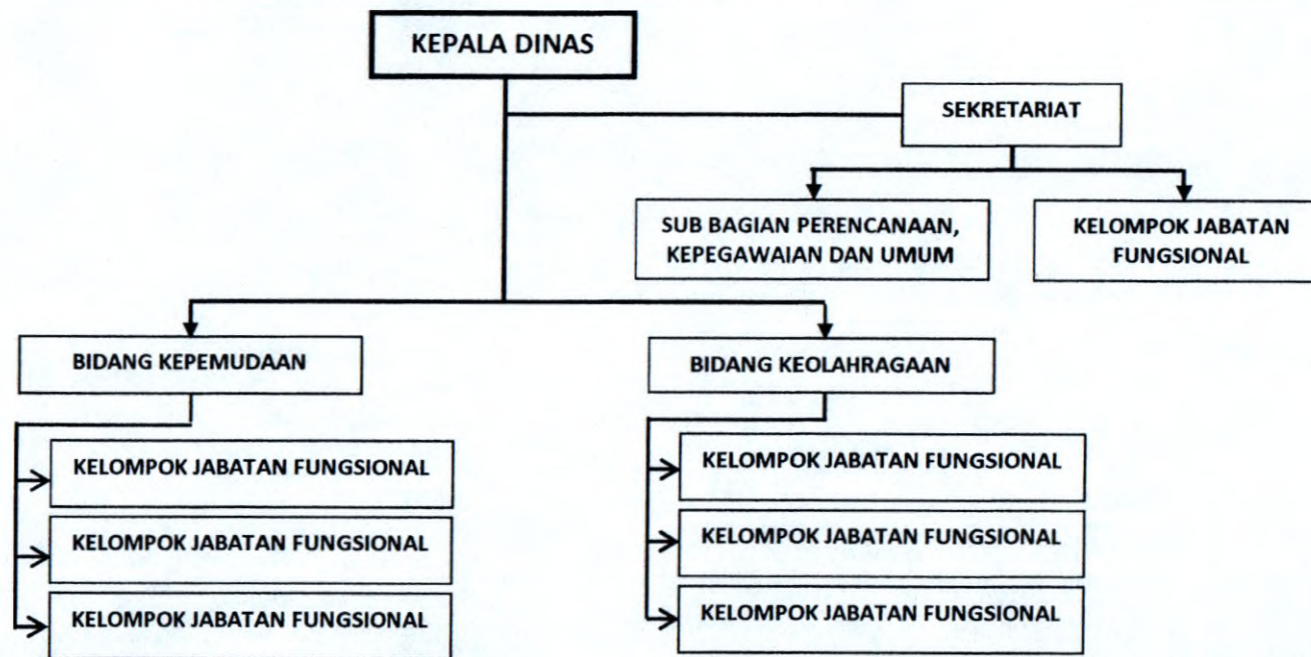 KEPALA DINAS
SEKRETARIAT
SUB BAGIAN PERENCANAAN,
KEPEGAWAIAN DAN UMUM
KELOMPOK JABATAN
FUNGSIONAL
BIDANG KEPEMUDAAN
KELOMPOK JABATAN FUNGSIONAL
KELOMPOK JABATAN FUNGSIONAL
KELOMPOK JABATAN FUNGSIONAL
BIDANG KEOLAHRAGAAN
KELOMPOK JABATAN FUNGSIONAL
KELOMPOK JABATAN FUNGSIONAL
KELOMPOK JABATAN FUNGSIONAL